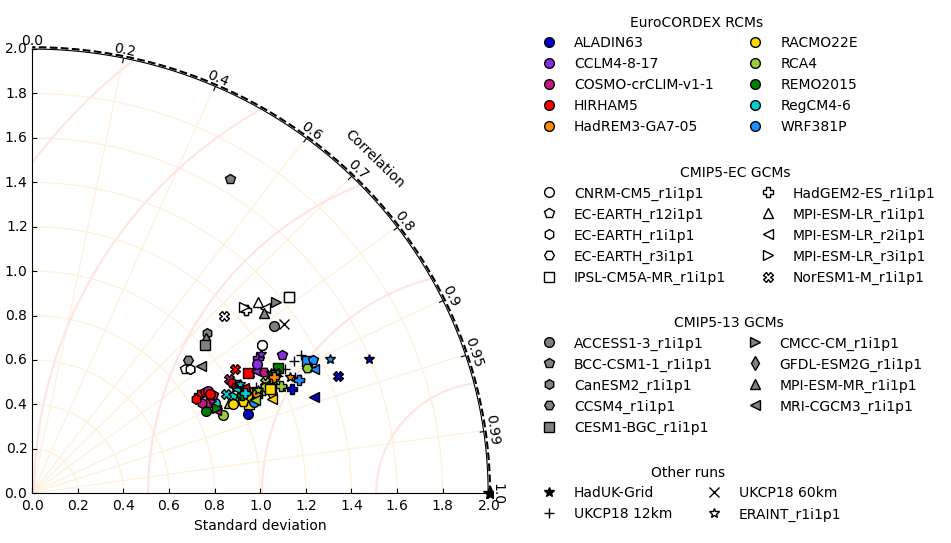 0.0
0.2
0.4
0.6
0.7
0.8
0.9
0.95
0.99
1.0
Correlation
2.0
1.8
1.6
1.4
1.2
1.0
0.8
0.6
0.4
0.2
0.0
0.0 0.2 0.4 0.6 0.8 1.0 1.2 1.4 1.6 1.8 2.0
Standard deviation
EuroCORDEX RCMs
ALADIN63 RACMO22E
CCLM4-8-17 RCA4
COSMO-crCLIM-v1-1 REMO2015
HIRHAM5 RegCM4-6
HadREM3-GA7-05 WRF381P
CMIP5-EC GCMs
CNRM-CM5_r1i1p1 HadGEM2-ES_r1i1p1
EC-EARTH_r12i1p1 MPI-ESM-LR_r1i1p1
EC-EARTH_r1i1p1 MPI-ESM-LR_r2i1p1
EC-EARTH_r3i1p1 MPI-ESM-LR_r3i1p1
IPSL-CM5A-MR_r1i1p1 NorESM1-M_r1i1p1
CMIP5-13 GCMs
ACCESS1-3_r1i1p1 CMCC-CM_r1i1p1
BCC-CSM1-1_r1i1p1 GFDL-ESM2G_r1i1p1
CanESM2_r1i1p1 MPI-ESM-MR_r1i1p1
CCSM4_r1i1p1 MRI-CGCM3_r1i1p1
CESM1-BGC_r1i1p1
Other runs
HadUK-Grid UKCP18 60km
UKCP18 12km ERAINT_r1i1p1